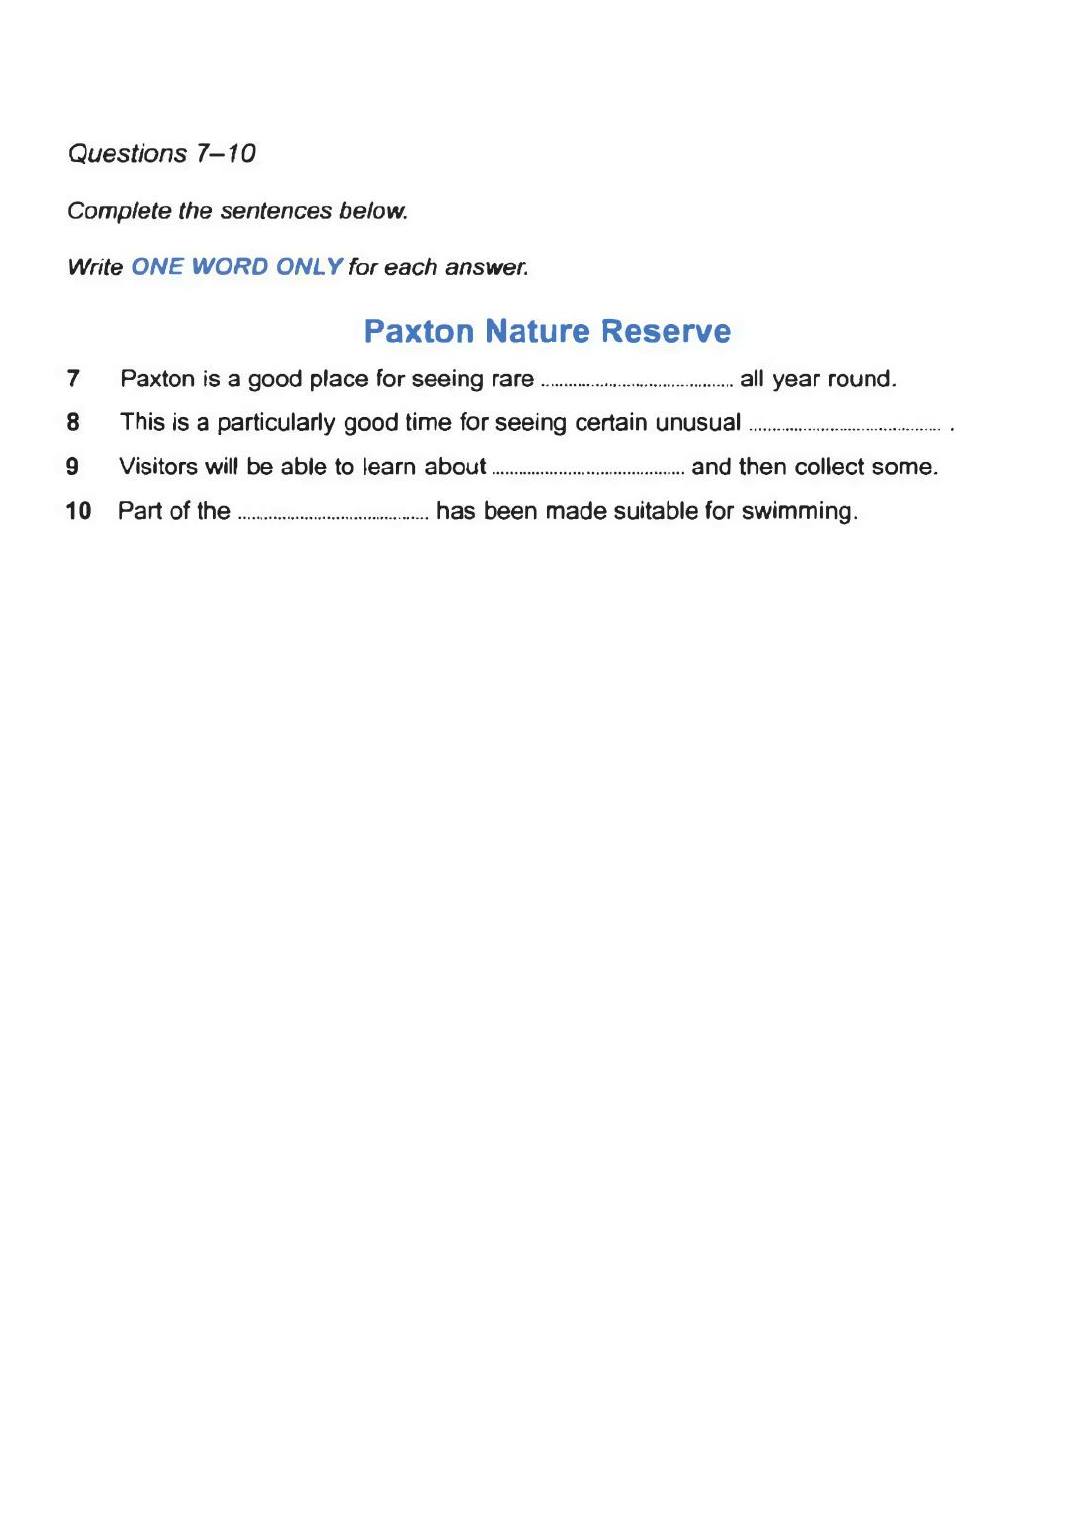 Questions 7–10
Complete the sentences below.
Write ONE WORD ONLY for each answer.
Paxton Nature Reserve
7 Paxton is a good place for seeing rare ........................................ all year round.
8 This is a particularly good time for seeing certain unusual ........................................ .
9 Visitors will be able to learn about ........................................ and then collect some.
10 Part of the ........................................ has been made suitable for swimming.